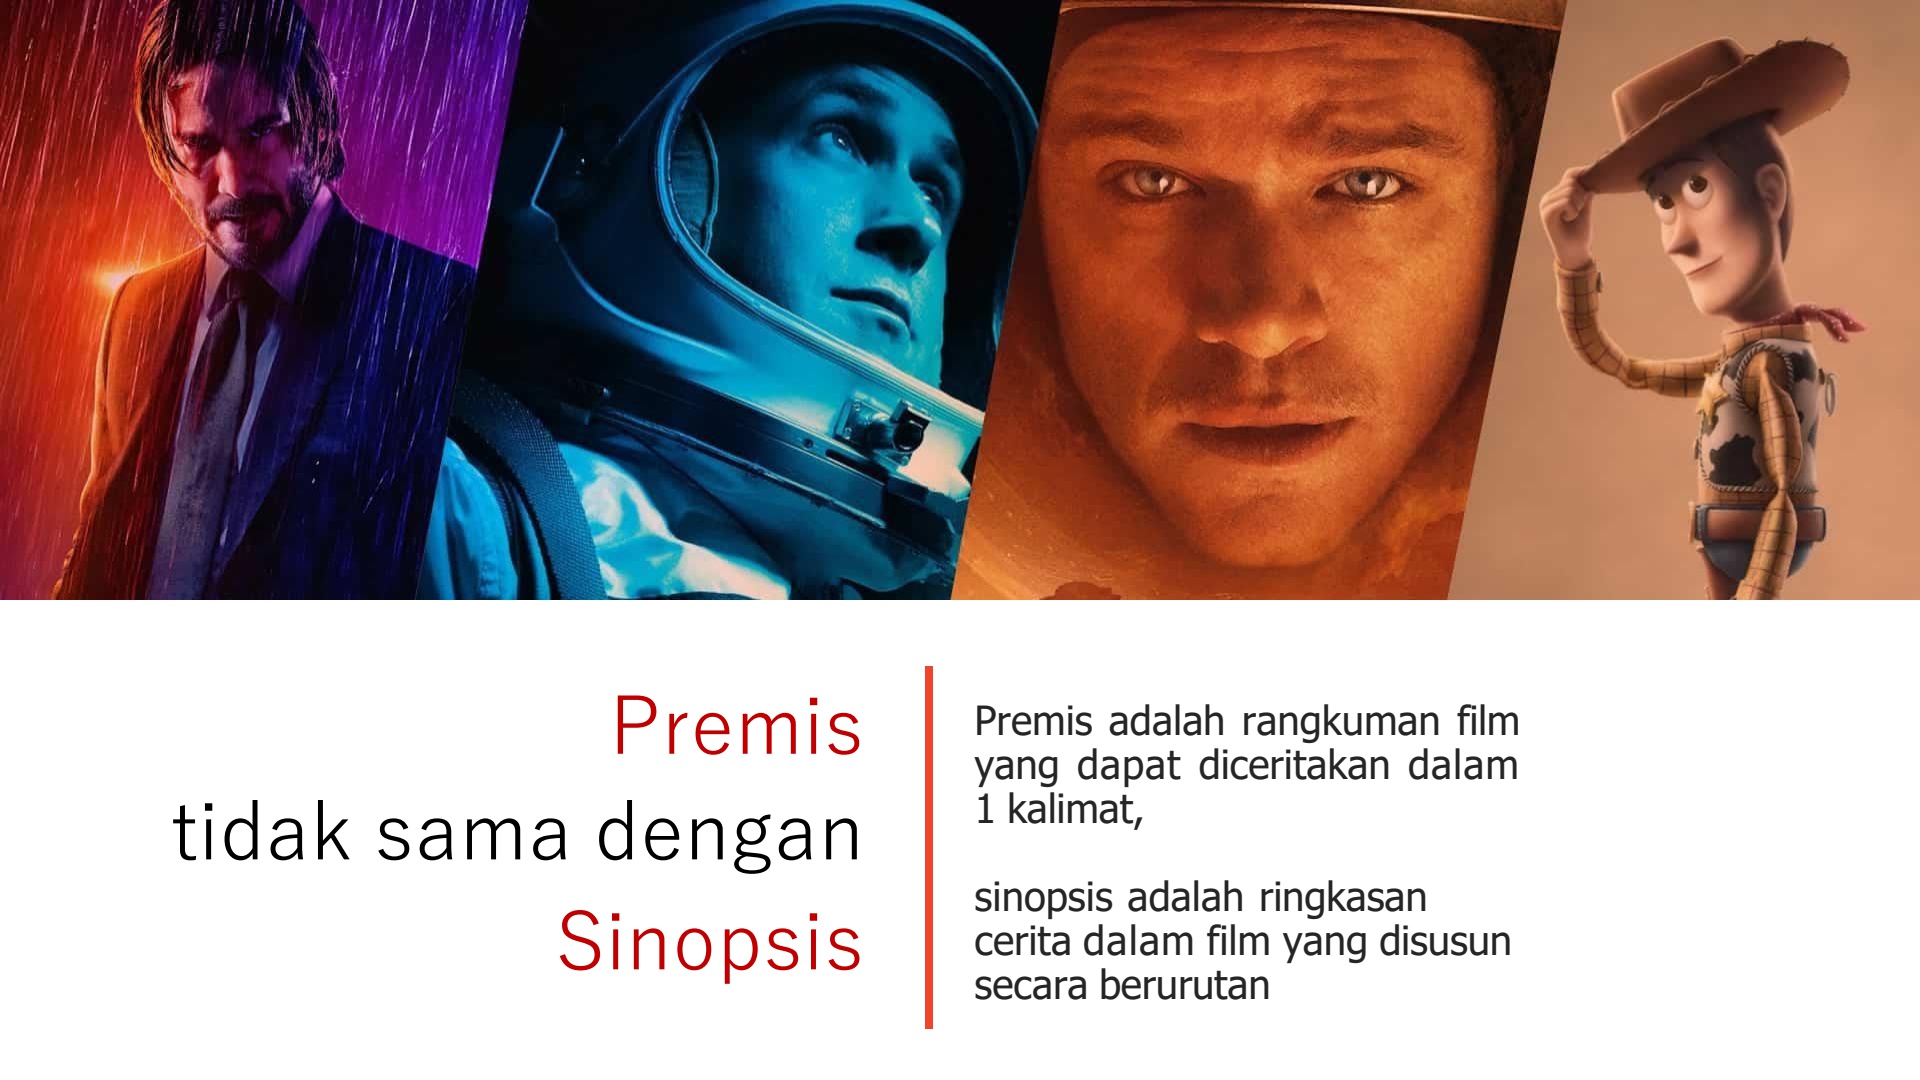 Premis
tidak sama dengan
Sinopsis
Premis adalah rangkuman film
yang dapat diceritakan dalam
1 kalimat,
sinopsis adalah ringkasan
cerita dalam film yang disusun
secara berurutan